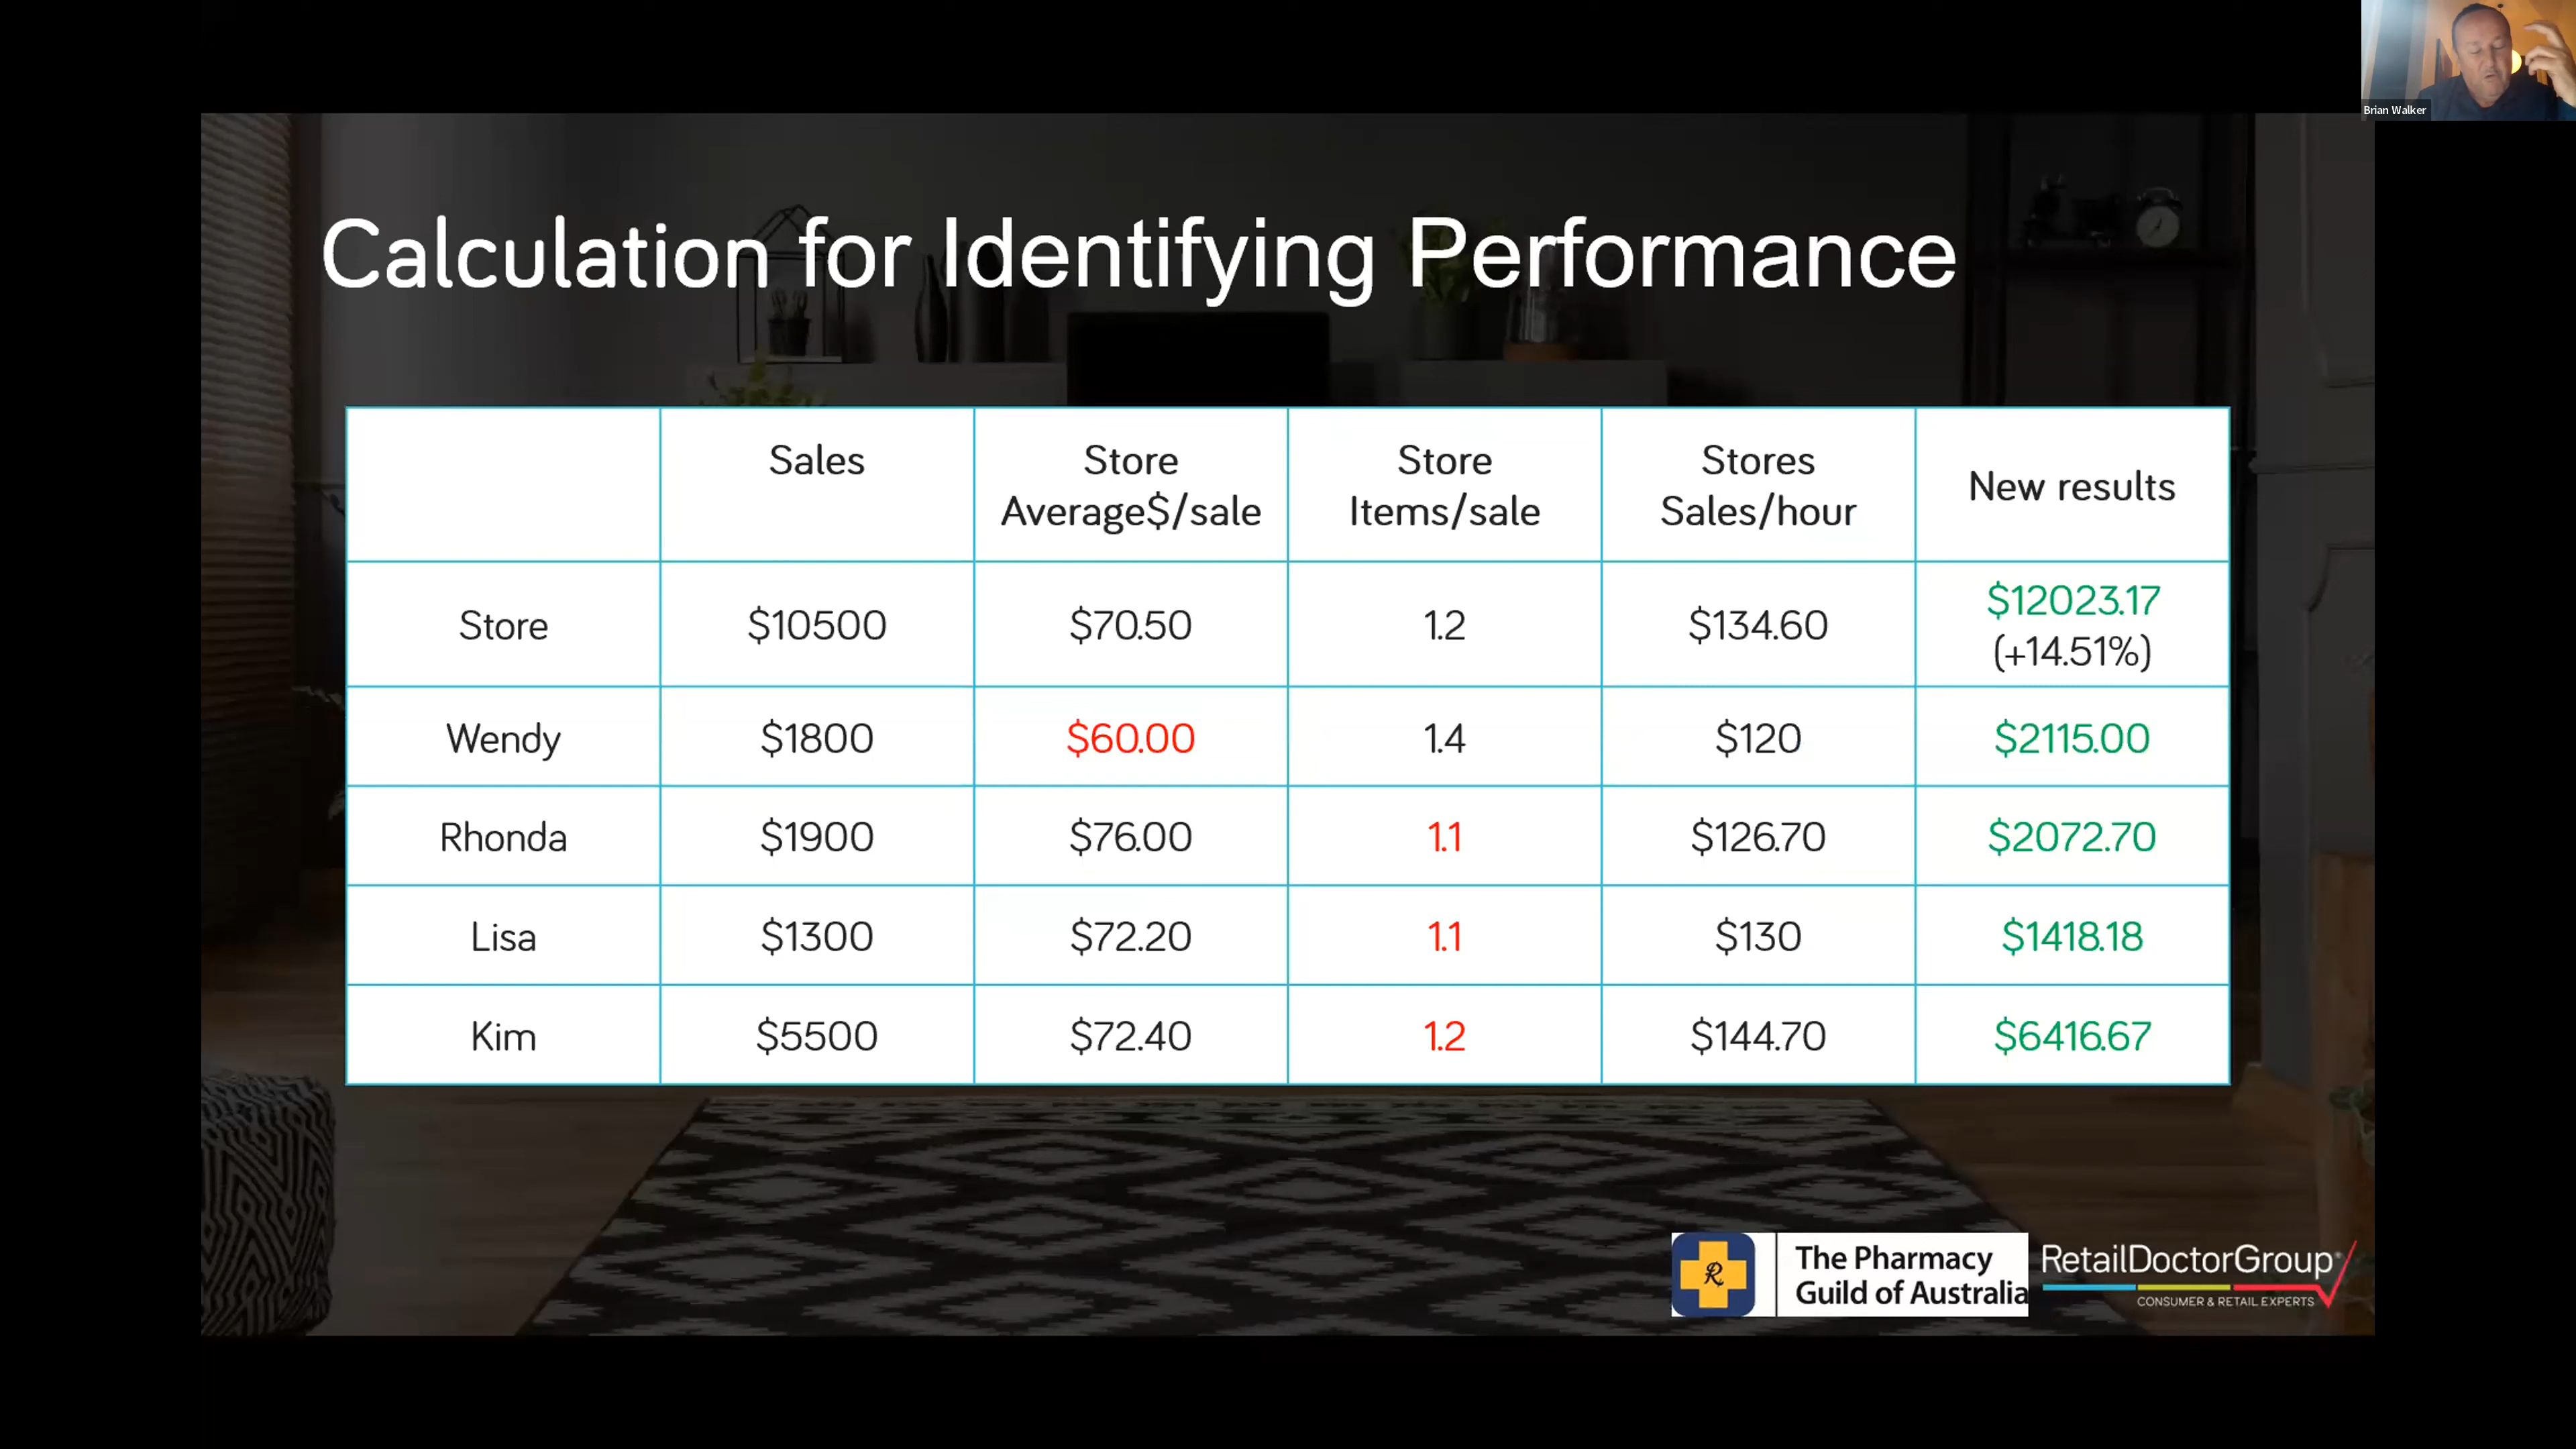 Brian Walker
Calculation for Identifying Performance
Sales
Store
Average$/sale
Store
Items/sale
Stores
Sales/hour
New results
Store
$10500
$70.50
1.2
$134.60
$12023.17
(+14.51%)
Wendy
$1800
$60.00
1.4
$120
$2115.00
Rhonda
$1900
$76.00
1.1
$126.70
$2072.70
Lisa
$1300
$72.20
1.1
$130
$1418.18
Kim
$5500
$72.40
1.2
$144.70
$6416.67
The Pharmacy
Guild of Australia
RetailDoctorGroup
CONSUMER & RETAIL EXPERTS